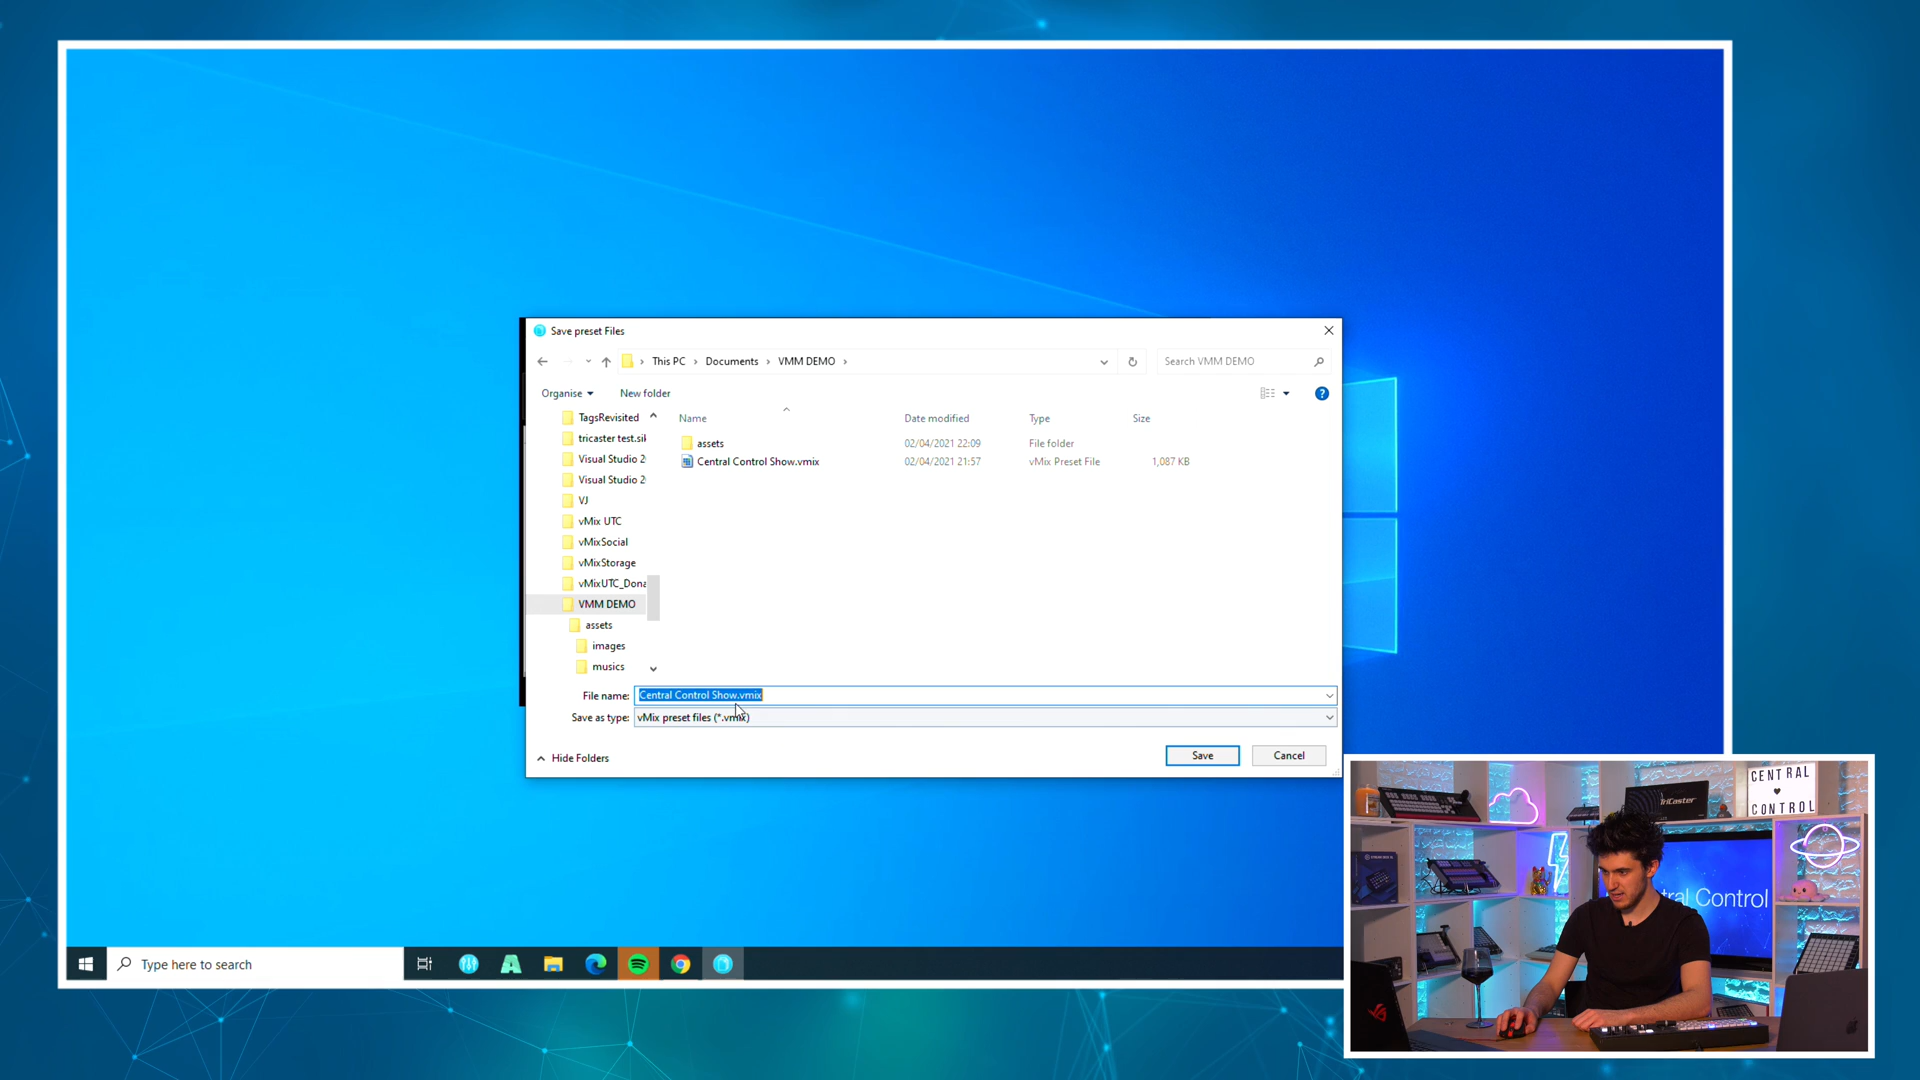 Save preset Files
This PC › Documents › VMM DEMO ›
Search VMM DEMO
Organise
New folder
Name
Date modified
Type
Size
assets
02/04/2021 22:09
File folder
Central Control Show.vmix
02/04/2021 21:57
vMix Preset File
1,087 KB
TagsRevisited
tricaster test.sik
Visual Studio 2
Visual Studio 2
VJ
vMix UTC
vMixSocial
vMixStorage
vMixUTC_Dona
VMM DEMO
assets
images
musics
File name:
Central Control Show.vmix
Save as type:
vMix preset files (*.vmix)
Hide Folders
Save
Cancel
Type here to search
CENTRAL
CONTROL
TriCaster
tral Control